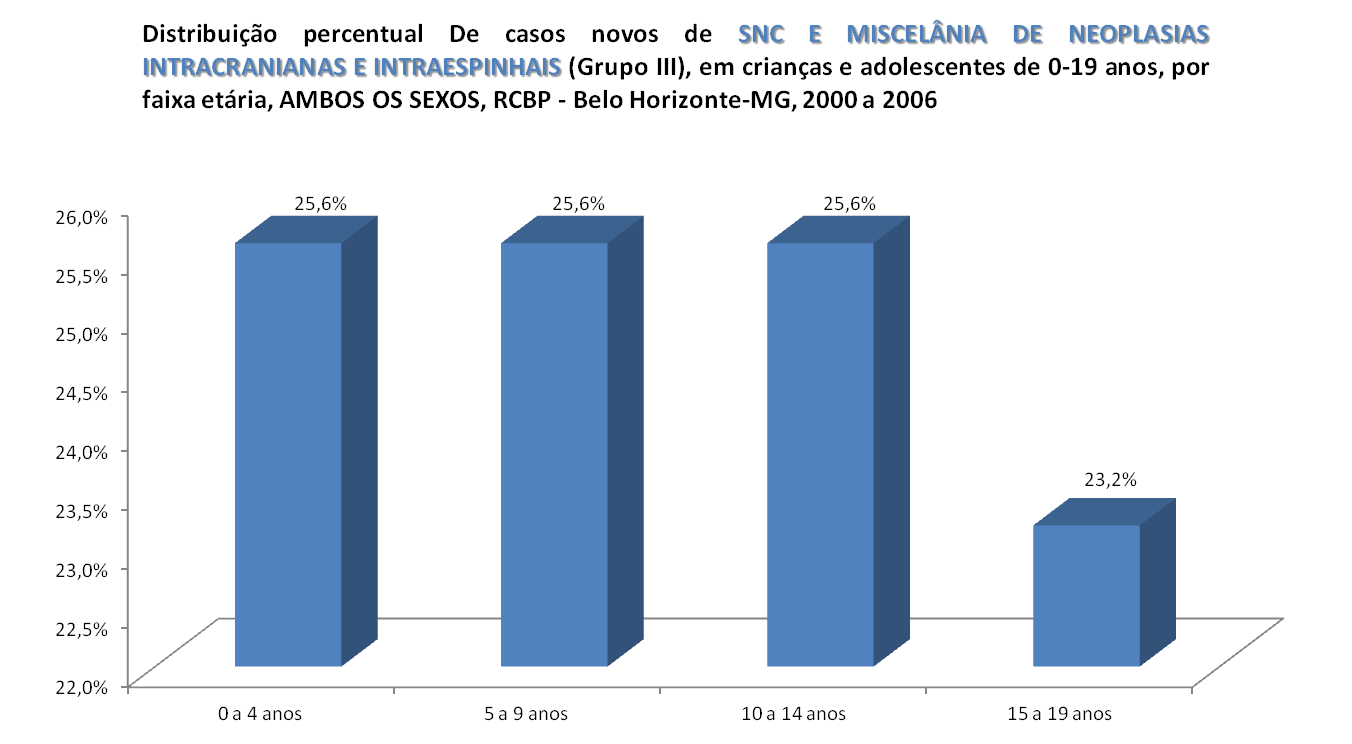 Distribuição percentual De casos novos de SNC E MISCELÂNIA DE NEOPLASIAS
INTRACRANIANAS E INTRAESPINHAIS (Grupo III), em crianças e adolescentes de 0-19 anos, por
faixa etária, AMBOS OS SEXOS, RCBP - Belo Horizonte-MG, 2000 a 2006
25,6% 25,6% 25,6%
26,0%
25,5%
25,0%
24,5%
24,0%
23,2%
23,5%
23,0%
22,5%
22,0%
0 a 4 anos 5 a 9 anos 10 a 14 anos 15 a 19 anos